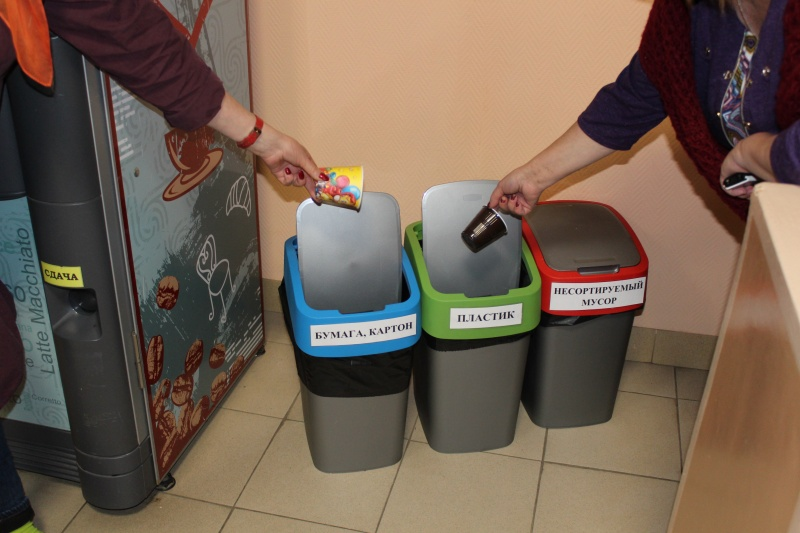 СДАЧА
Latte Macchiato
БУМАГА, КАРТОН
ПЛАСТИК
НЕСОРТИРУЕМЫЙ
МУСОР